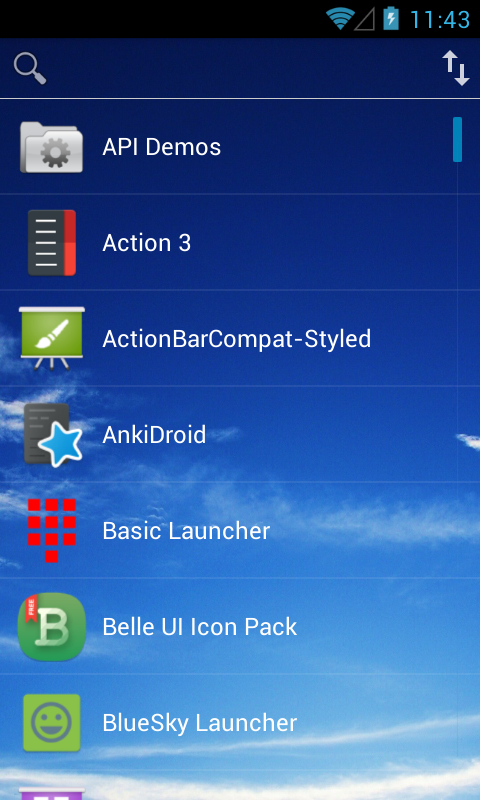 11:43
API Demos
Action 3
ActionBarCompat-Styled
AnkiDroid
Basic Launcher
FREE
B
Belle UI Icon Pack
BlueSky Launcher